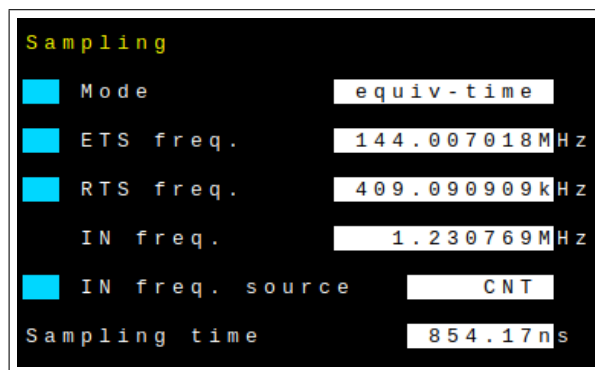 Sampling
Mode equiv-time
ETS freq. 144.007018MHz
RTS freq. 409.090909kHz
IN freq. 1.230769MHz
IN freq. source CNT
Sampling time 854.17ns